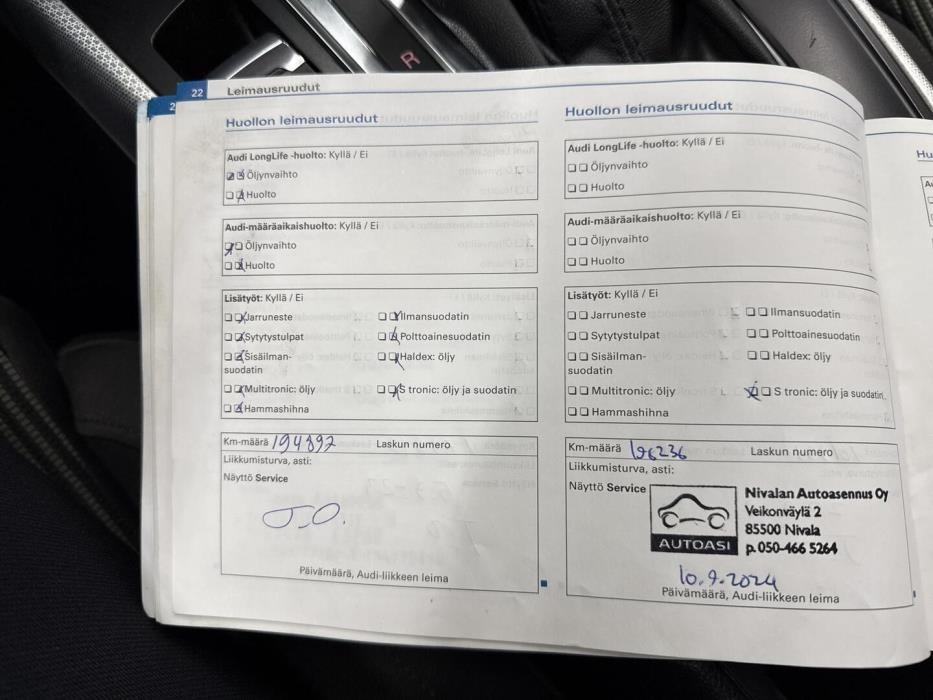 R
22 Leimausruudut
Huollon leimausruudut
Audi LongLife -huolto: Kyllä / Ei
Öljynvaihto
Huolto
Audi-määräaikaishuolto: Kyllä / Ei
Öljynvaihto
Huolto
Lisätyöt: Kyllä / Ei
Jarruneste Ilmansuodatin
Sytytystulpat Polttoainesuodatin
Sisäilman- Haldex: öljy
suodatin
Multitronic: öljy S tronic: öljy ja suodatin
Hammashihna
Km-määrä 194897 Laskun numero
Liikkumisturva, asti:
Näyttö Service
J.O.
Päivämäärä, Audi-liikkeen leima
Huollon leimausruudut
Audi LongLife -huolto: Kyllä / Ei
Öljynvaihto
Huolto
Audi-määräaikaishuolto: Kyllä / Ei
Öljynvaihto
Huolto
Lisätyöt: Kyllä / Ei
Jarruneste Ilmansuodatin
Sytytystulpat Polttoainesuodatin
Sisäilman- Haldex: öljy
suodatin
Multitronic: öljy S tronic: öljy ja suodatin
Hammashihna
Km-määrä 196236 Laskun numero
Liikkumisturva, asti:
Näyttö Service
AUTOASI
Nivalan Autoasennus Oy
Veikonväylä 2
85500 Nivala
p.050-466 5264
10.9.2024
Päivämäärä, Audi-liikkeen leima
2
Hu